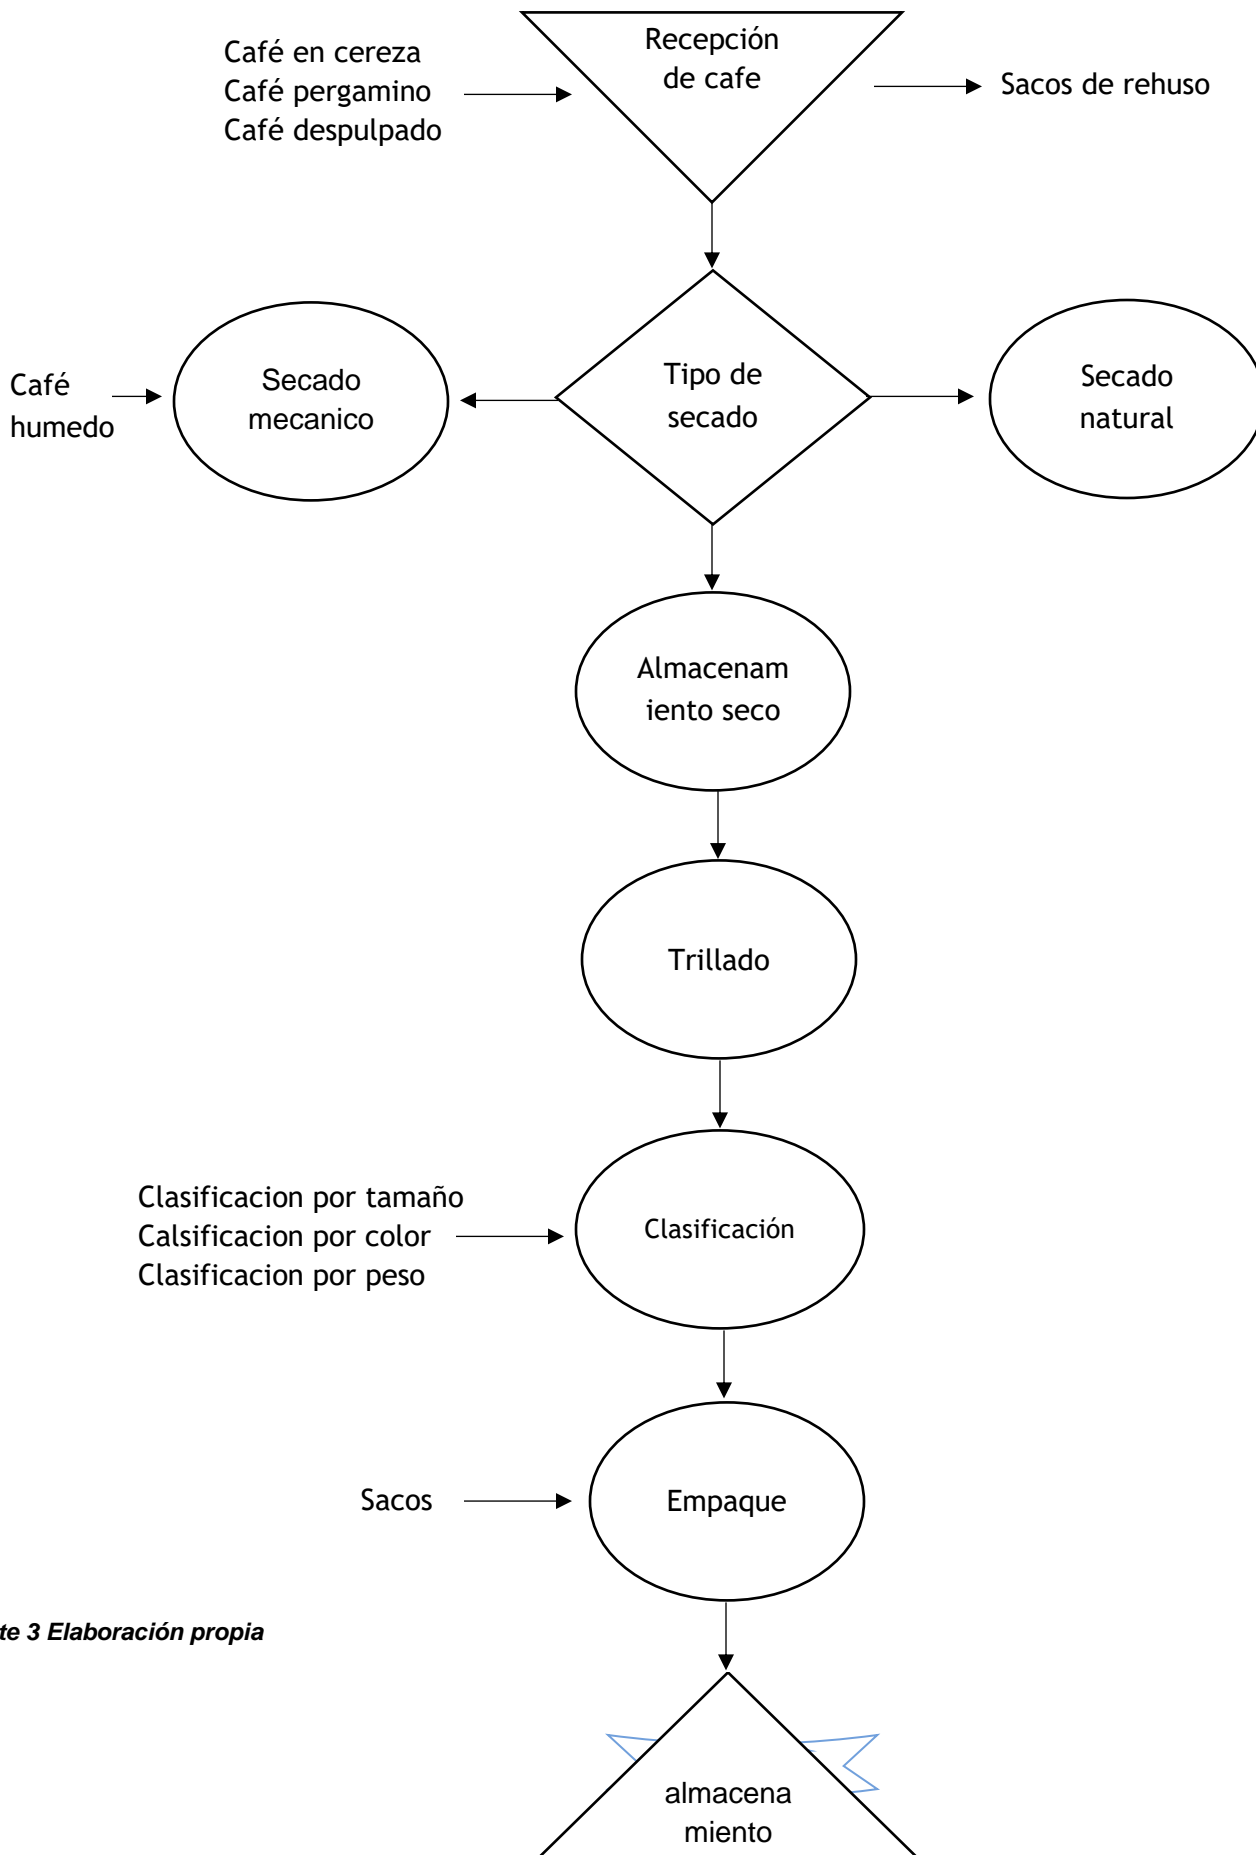 Café en cereza
Café pergamino
Café despulpado
Recepción
de cafe
Sacos de rehuso
Café
humedo
Secado
mecanico
Tipo de
secado
Secado
natural
Almacenam
iento seco
Trillado
Clasificacion por tamaño
Calsificacion por color
Clasificacion por peso
Clasificación
Sacos
Empaque
te 3 Elaboración propia
almacena
miento